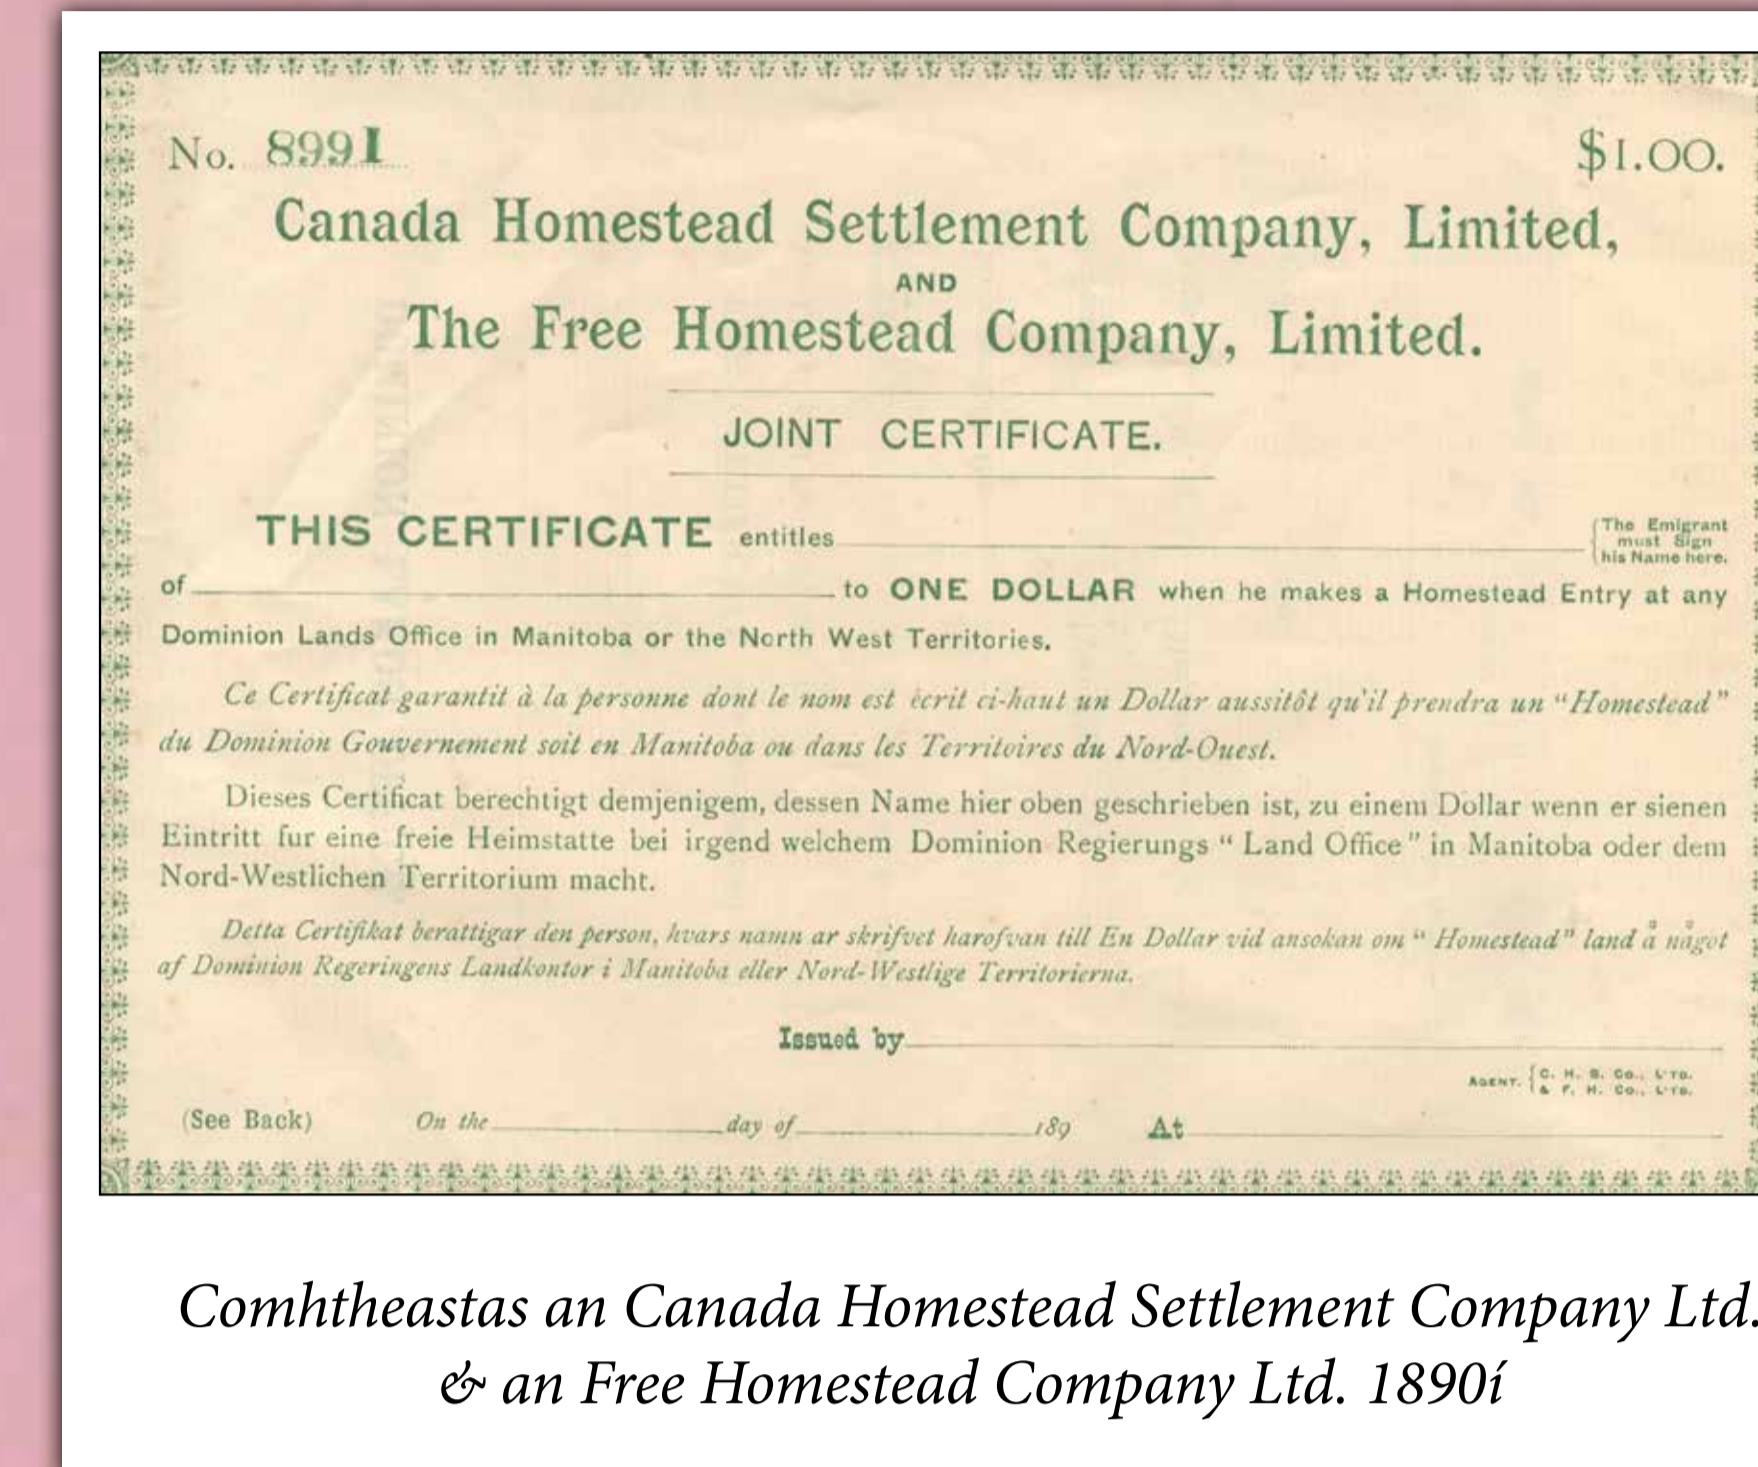 No. 8991 $1.00.
Canada Homestead Settlement Company, Limited,
AND
The Free Homestead Company, Limited.
JOINT CERTIFICATE.
THIS CERTIFICATE entitles
{The Emigrant
must Sign
his Name here.
of to ONE DOLLAR when he makes a Homestead Entry at any
Dominion Lands Office in Manitoba or the North West Territories.
Ce Certificat garantit à la personne dont le nom est écrit ci-haut un Dollar aussitôt qu'il prendra un “Homestead”
du Dominion Gouvernement soit en Manitoba ou dans les Territoires du Nord-Ouest.
Dieses Certificat berechtigt demjenigem, dessen Name hier oben geschrieben ist, zu einem Dollar wenn er sienen
Eintritt fur eine freie Heimstatte bei irgend welchem Dominion Regierungs “Land Office” in Manitoba oder dem
Nord-Westlichen Territorium macht.
Detta Certifikat berattigar den person, hvars namn ar skrifvet harofvan till En Dollar vid ansokan om “Homestead” land å något
af Dominion Regeringens Landkontor i Manitoba eller Nord-Westlige Territorierna.
Issued by
AGENT. {C. H. S. Co., L'TD.
& F. H. Co., L'TD.
(See Back) On the day of 189 At
Comhtheastas an Canada Homestead Settlement Company Ltd.
& an Free Homestead Company Ltd. 1890í